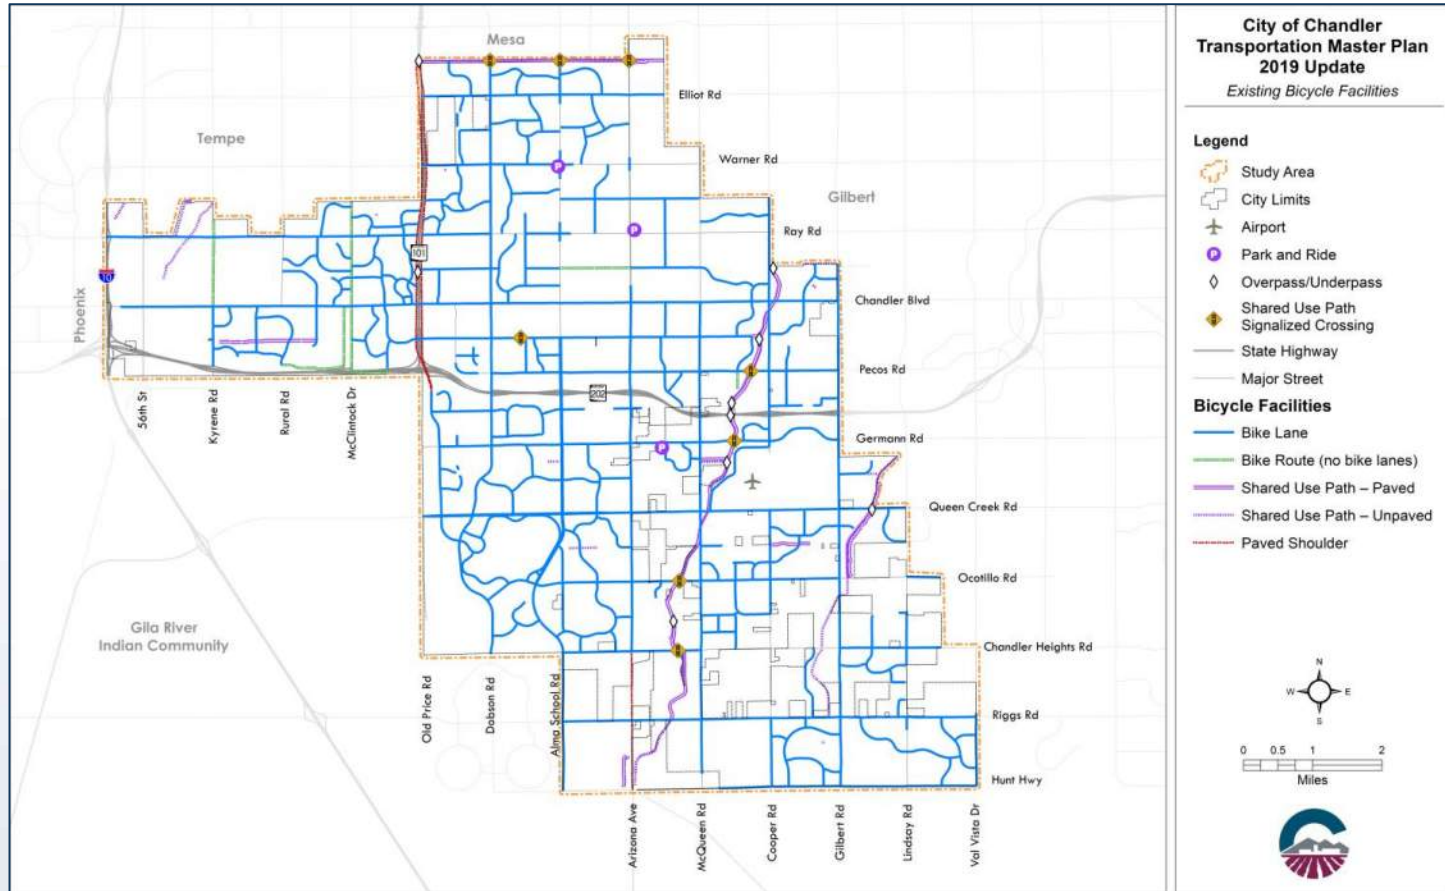 City of Chandler
Transportation Master Plan
2019 Update
Existing Bicycle Facilities
Legend
Study Area
City Limits
Airport
P
Park and Ride
Overpass/Underpass
Shared Use Path
Signalized Crossing
State Highway
Major Street
Bicycle Facilities
Bike Lane
Bike Route (no bike lanes)
Shared Use Path – Paved
Shared Use Path – Unpaved
Paved Shoulder
N
W
E
S
0 0.5 1 2
Miles
Mesa
Tempe
Gilbert
Phoenix
Gila River
Indian Community
Elliot Rd
Warner Rd
Ray Rd
Chandler Blvd
Pecos Rd
Germann Rd
Queen Creek Rd
Ocotillo Rd
Chandler Heights Rd
Riggs Rd
Hunt Hwy
56th St
Kyrene Rd
Rural Rd
McClintock Dr
Old Price Rd
Dobson Rd
Alma School Rd
Arizona Ave
McQueen Rd
Cooper Rd
Gilbert Rd
Lindsay Rd
Val Vista Dr
10
101
202
P
P
P